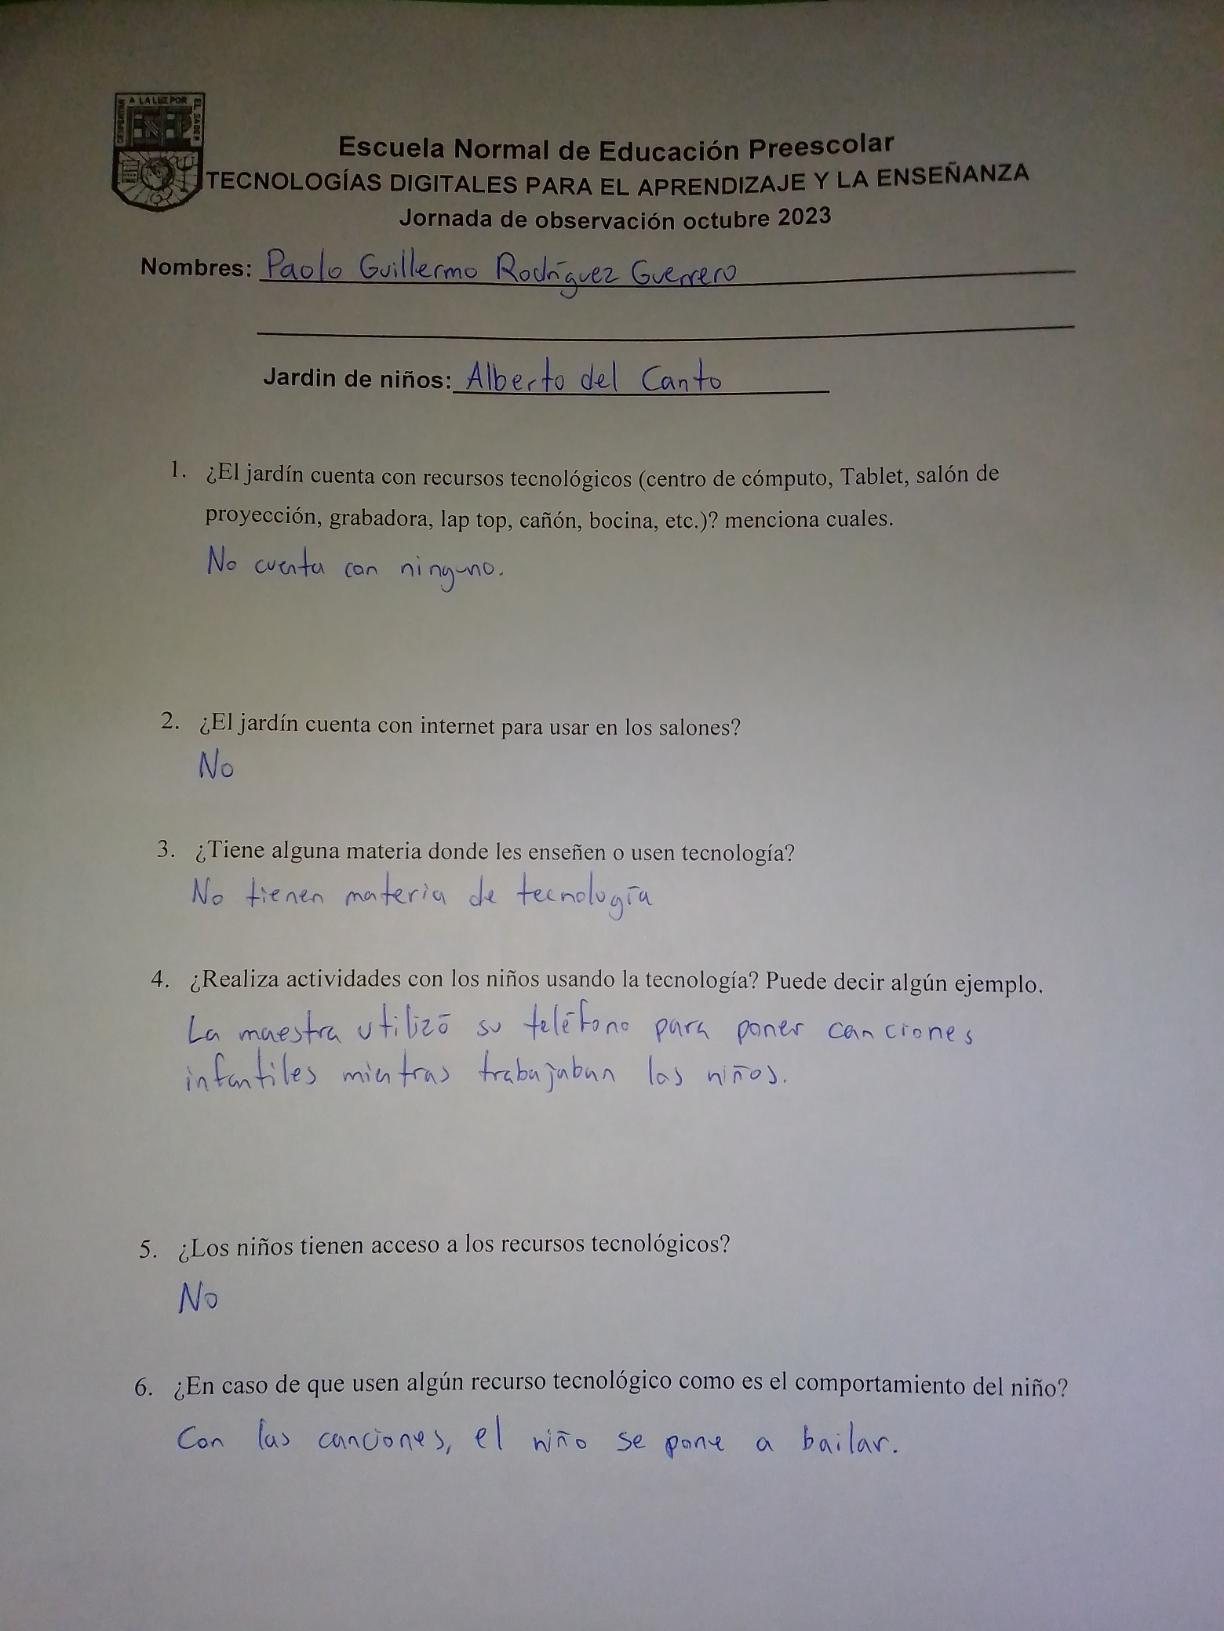 A LA LUZ POR
EL SABER
Escuela Normal de Educación Preescolar
TECNOLOGÍAS DIGITALES PARA EL APRENDIZAJE Y LA ENSEÑANZA
Jornada de observación octubre 2023
Nombres: Paolo Guillermo Rodríguez Guerrero
Jardin de niños: Alberto del Canto
1. ¿El jardín cuenta con recursos tecnológicos (centro de cómputo, Tablet, salón de
proyección, grabadora, lap top, cañón, bocina, etc.)? menciona cuales.
No cuenta con ninguno.
2. ¿El jardín cuenta con internet para usar en los salones?
No
3. ¿Tiene alguna materia donde les enseñen o usen tecnología?
No tienen materia de tecnología
4. ¿Realiza actividades con los niños usando la tecnología? Puede decir algún ejemplo.
La maestra utilizó su teléfono para poner canciones
infantiles mientras trabajaban los niños.
5. ¿Los niños tienen acceso a los recursos tecnológicos?
No
6. ¿En caso de que usen algún recurso tecnológico como es el comportamiento del niño?
Con las canciones, el niño se pone a bailar.